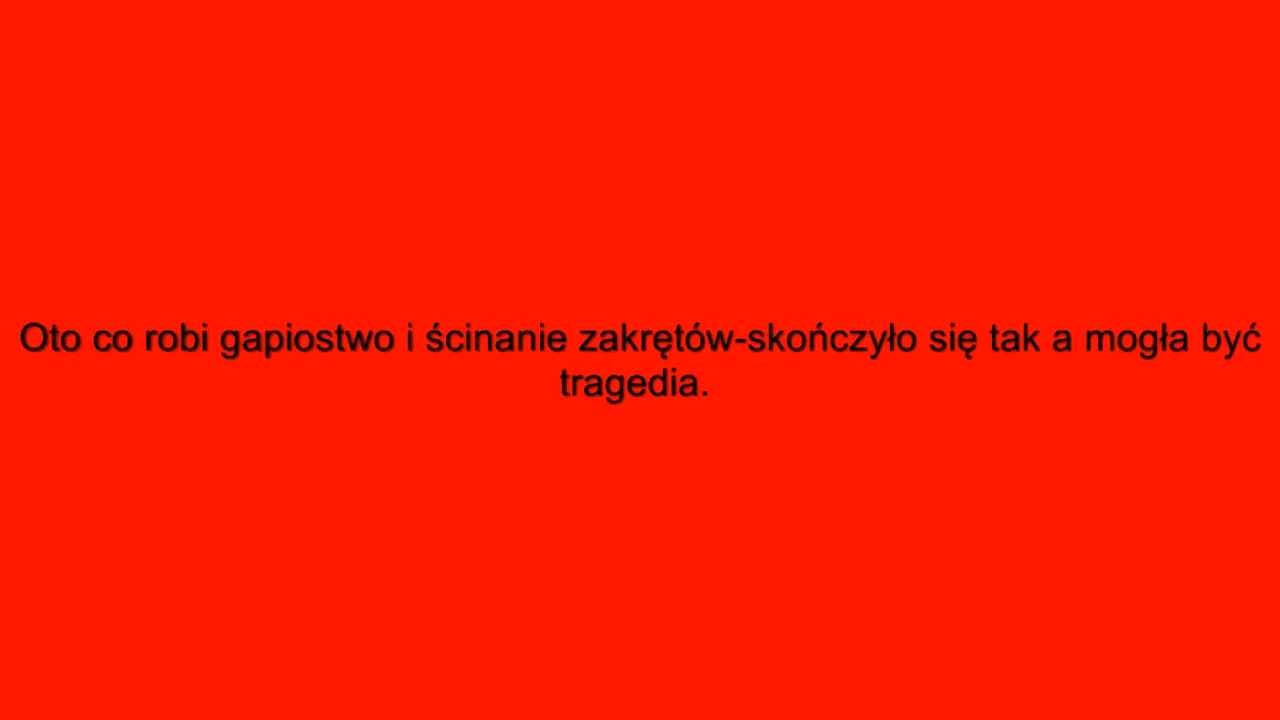 Oto co robi gapiostwo i ścinanie zakrętów-skończyło się tak a mogła być
tragedia.